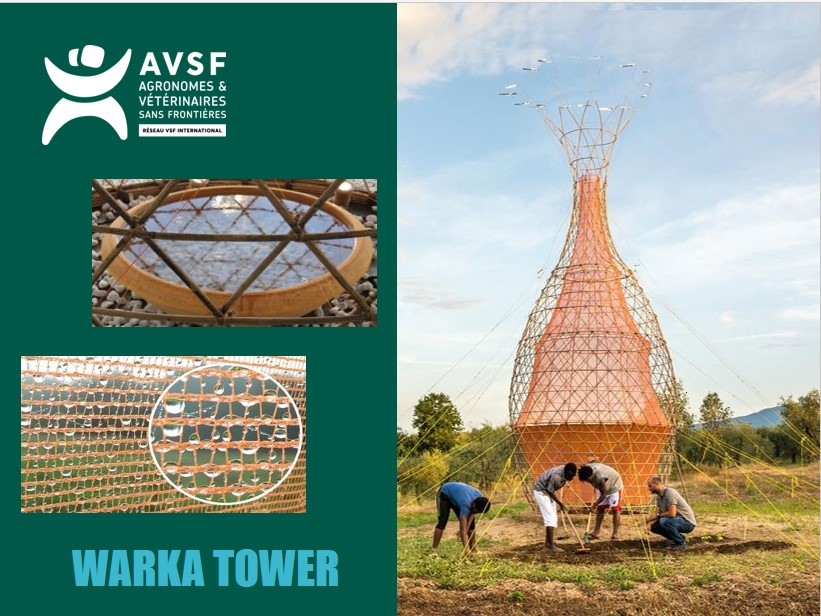 AVSF
AGRONOMES &
VÉTÉRINAIRES
SANS FRONTIÈRES
RÉSEAU VSF INTERNATIONAL
WARKA TOWER